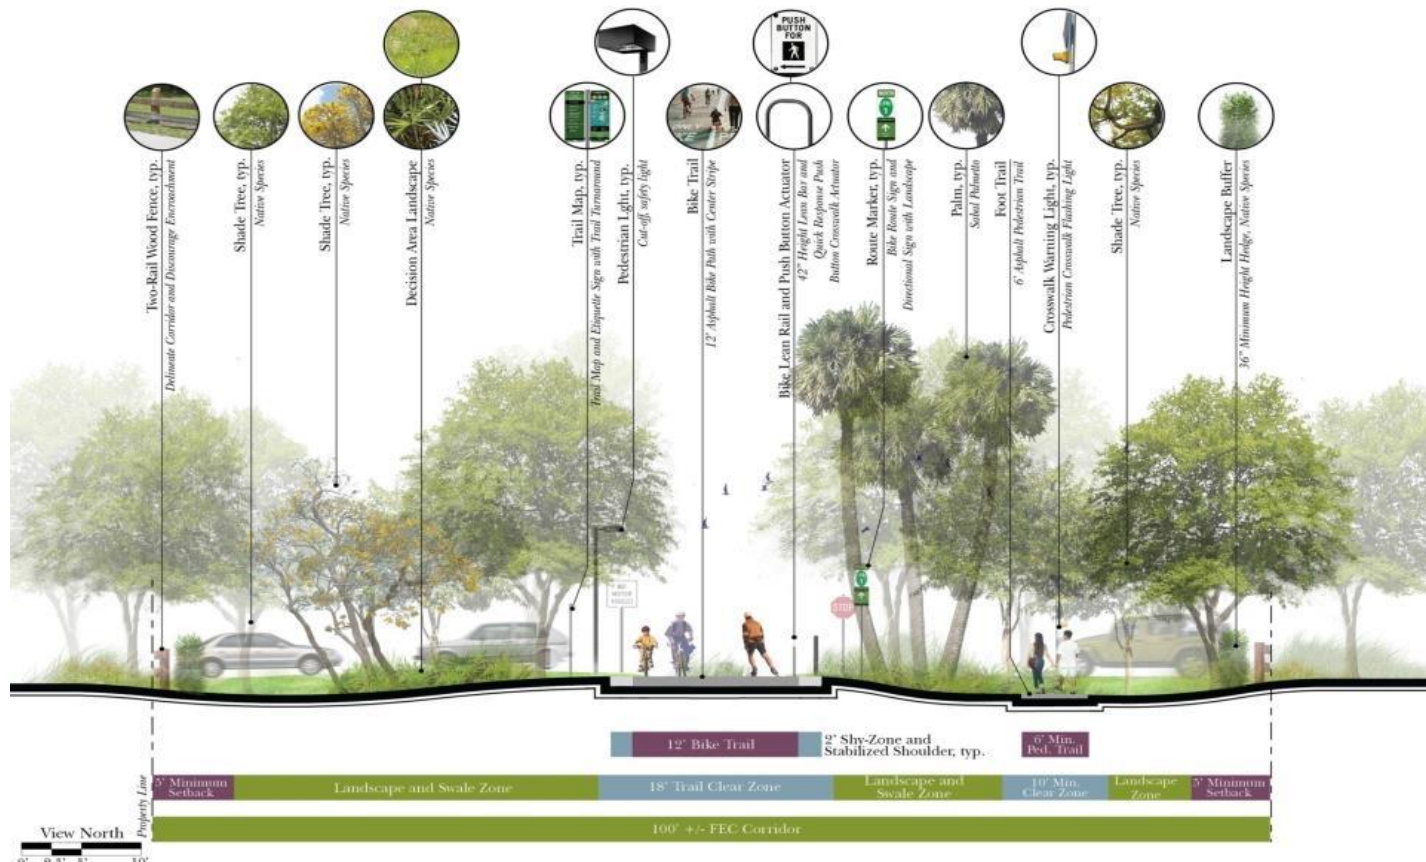 PUSH
BUTTON
FOR
Two-Rail Wood Fence, typ.
Delineate Corridor and Discourage Encroachment
Shade Tree, typ.
Native Species
Shade Tree, typ.
Native Species
Decision Area Landscape
Native Species
Trail Map, typ.
Trail Map and Etiquette Sign with Trail Turnaround
Pedestrian Light, typ.
Cut-off, safety light
Bike Trail
12' Asphalt Bike Path with Center Stripe
Bike Lean Rail and Push Button Actuator
42" Height Lean Bar and
Quick Response Push
Button Crosswalk Actuator
Route Marker, typ.
Bike Route Sign and
Directional Sign with Landscape
Palm, typ.
Sabal Palmetto
Foot Trail
6' Asphalt Pedestrian Trail
Crosswalk Warning Light, typ.
Pedestrian Crosswalk Flashing Light
Shade Tree, typ.
Native Species
Landscape Buffer
36" Minimum Height Hedge, Native Species
NO
MOTOR
VEHICLES
STOP
12' Bike Trail
2' Shy-Zone and
Stabilized Shoulder, typ.
6' Min.
Ped. Trail
Property Line
5' Minimum
Setback
Landscape and Swale Zone
18' Trail Clear Zone
Landscape and
Swale Zone
10' Min.
Clear Zone
Landscape
Zone
5' Minimum
Setback
100' +/- FEC Corridor
View North
0' 2.5' 5' 10'